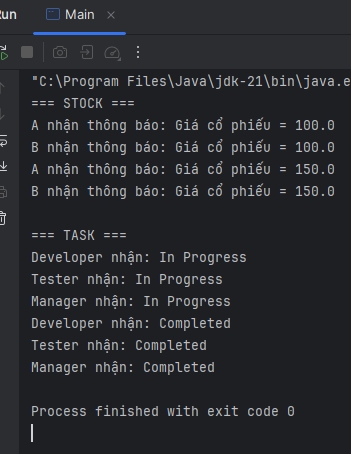 Run
Main
"C:\Program Files\Java\jdk-21\bin\java.e
=== STOCK ===
A nhận thông báo: Giá cổ phiếu = 100.0
B nhận thông báo: Giá cổ phiếu = 100.0
A nhận thông báo: Giá cổ phiếu = 150.0
B nhận thông báo: Giá cổ phiếu = 150.0
=== TASK ===
Developer nhận: In Progress
Tester nhận: In Progress
Manager nhận: In Progress
Developer nhận: Completed
Tester nhận: Completed
Manager nhận: Completed
Process finished with exit code 0